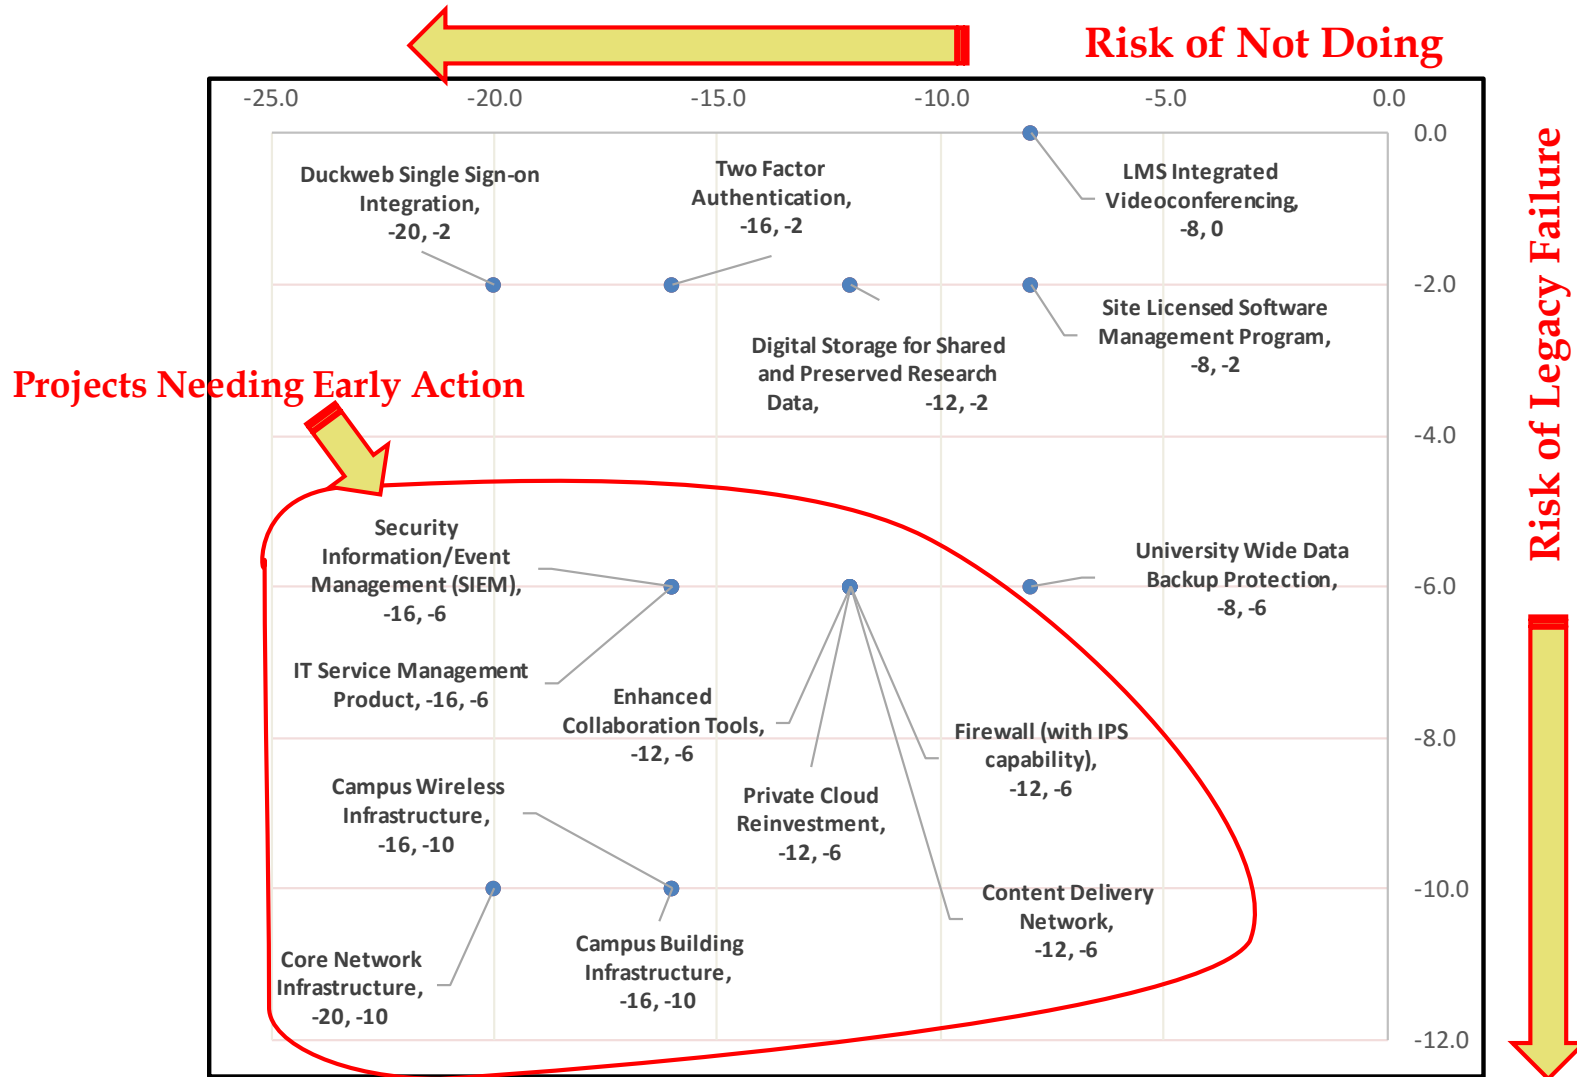 Risk of Not Doing
-25.0 -20.0 -15.0 -10.0 -5.0 0.0
0.0
-2.0
-4.0
-6.0
-8.0
-10.0
-12.0
Risk of Legacy Failure
Duckweb Single Sign-on
Integration,
-20, -2
Two Factor
Authentication,
-16, -2
LMS Integrated
Videoconferencing,
-8, 0
Digital Storage for Shared
and Preserved Research
Data, -12, -2
Site Licensed Software
Management Program,
-8, -2
Projects Needing Early Action
Security
Information/Event
Management (SIEM),
-16, -6
University Wide Data
Backup Protection,
-8, -6
IT Service Management
Product, -16, -6
Enhanced
Collaboration Tools,
-12, -6
Firewall (with IPS
capability),
-12, -6
Campus Wireless
Infrastructure,
-16, -10
Private Cloud
Reinvestment,
-12, -6
Content Delivery
Network,
-12, -6
Core Network
Infrastructure,
-20, -10
Campus Building
Infrastructure,
-16, -10